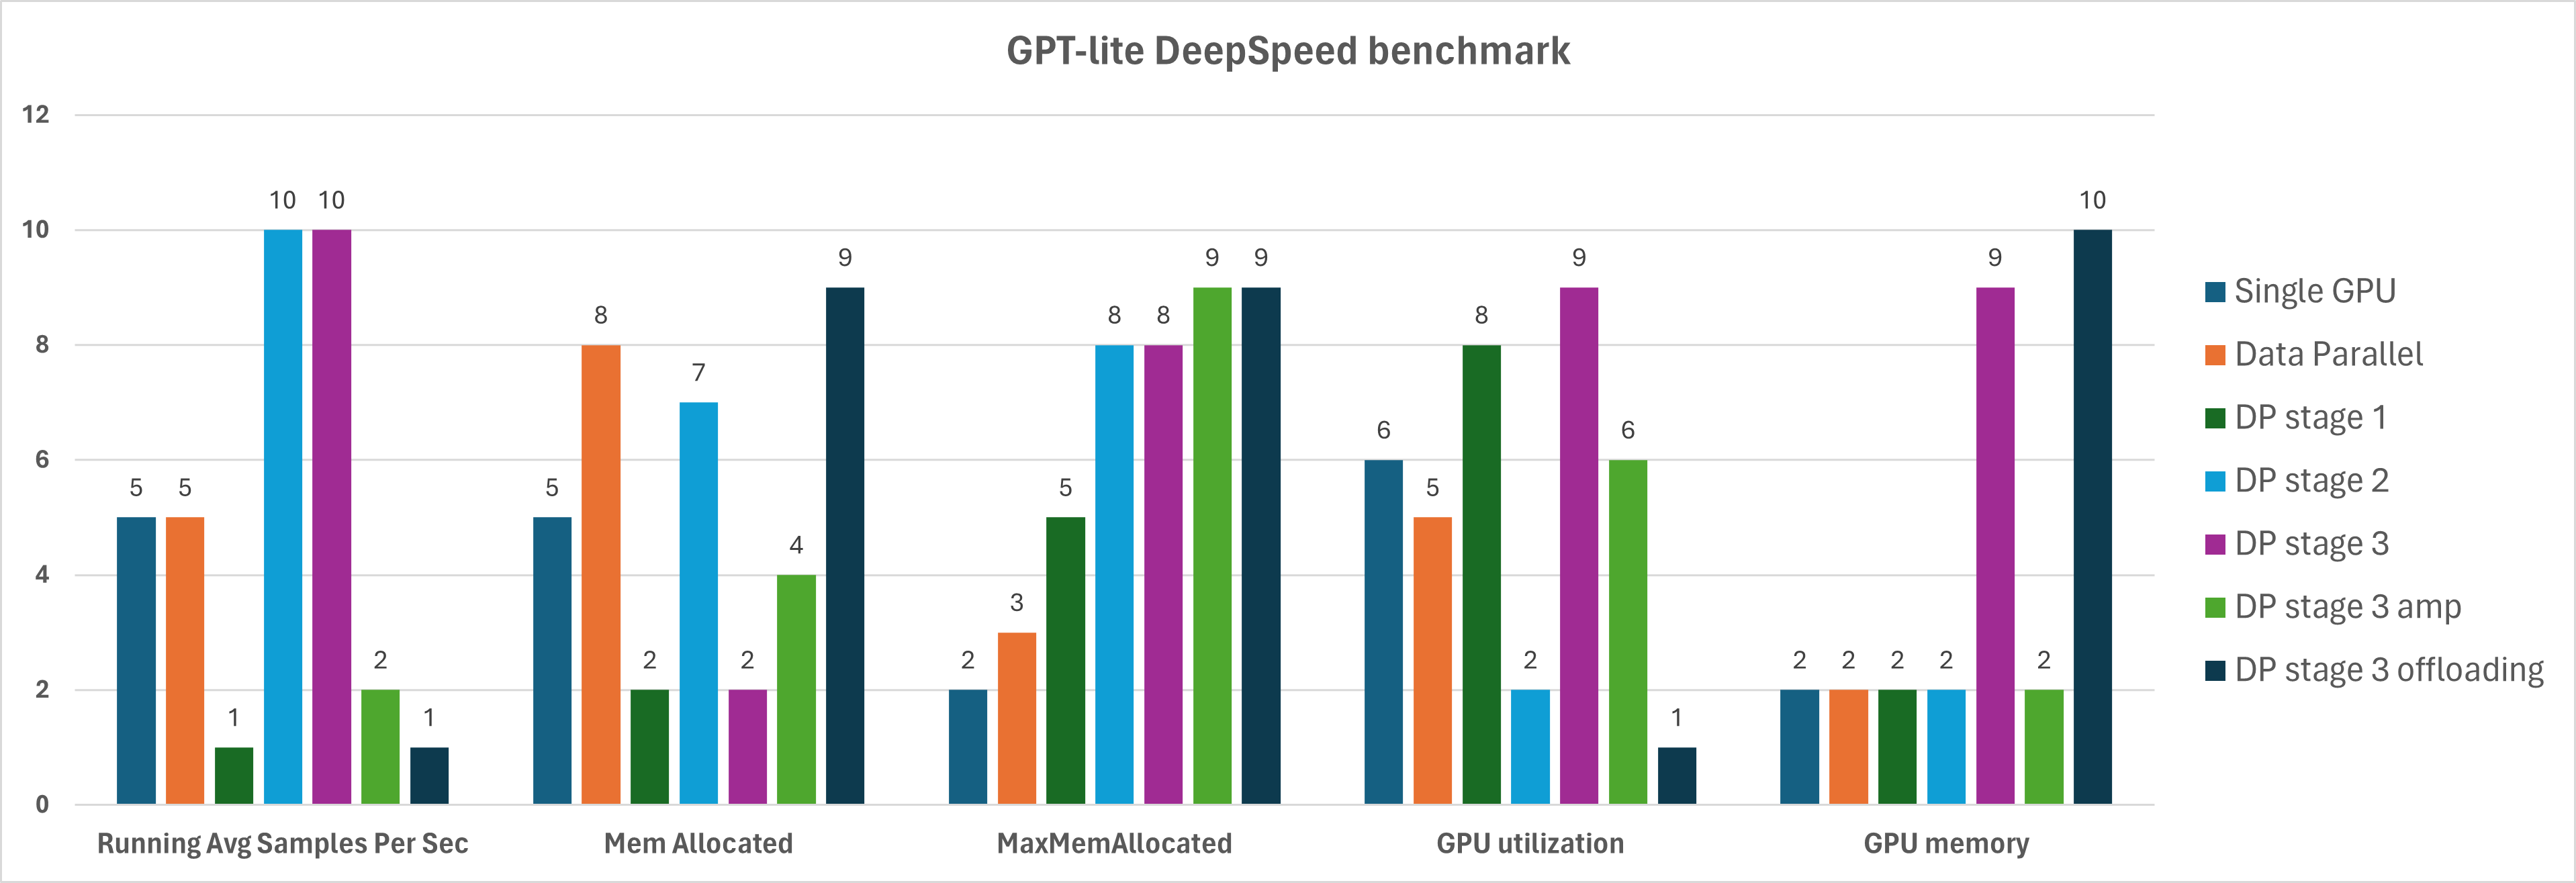 GPT-lite DeepSpeed benchmark
12
10
8
6
4
2
0
5 5 1 10 10 2 1
5 8 2 7 2 4 9
2 3 5 8 8 9 9
6 5 8 2 9 6 1
2 2 2 2 9 2 10
Running Avg Samples Per Sec
Mem Allocated
MaxMemAllocated
GPU utilization
GPU memory
Single GPU
Data Parallel
DP stage 1
DP stage 2
DP stage 3
DP stage 3 amp
DP stage 3 offloading